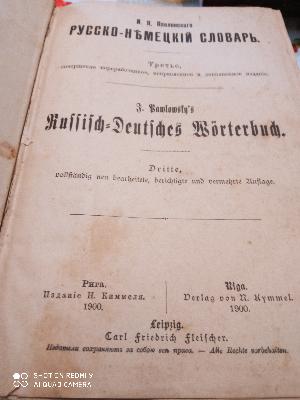 И. Я. Павловскаго
РУССКО-НѢМЕЦКІЙ СЛОВАРЬ.
Третье,
совершенно переработанное, исправленное и дополненное изданіе.
J. Pawlowsky's
Russisch-Deutsches Wörterbuch.
Dritte,
vollständig neu bearbeitete, berichtigte und vermehrte Auflage.
Рига.
Изданіе Н. Киммеля.
1900.
Riga.
Verlag von N. Kymmel.
1900.
Leipzig.
Carl Friedrich Fleischer.
Издатели сохраняютъ за собою всѣ права. — Alle Rechte vorbehalten.
SHOT ON REDMI Y
AI QUAD CAMERA